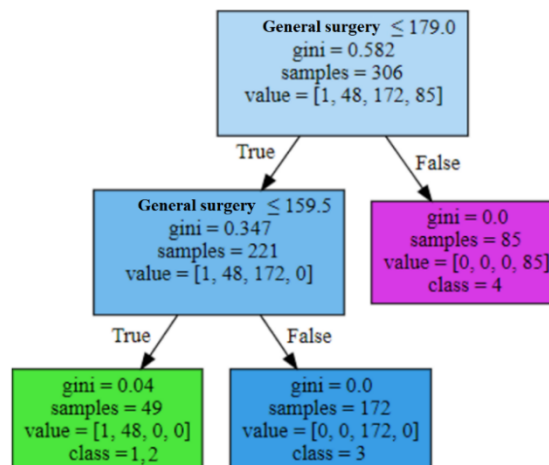 General surgery ≤ 179.0
gini = 0.582
samples = 306
value = [1, 48, 172, 85]
True
False
General surgery ≤ 159.5
gini = 0.347
samples = 221
value = [1, 48, 172, 0]
gini = 0.0
samples = 85
value = [0, 0, 0, 85]
class = 4
True
False
gini = 0.04
samples = 49
value = [1, 48, 0, 0]
class = 1, 2
gini = 0.0
samples = 172
value = [0, 0, 172, 0]
class = 3